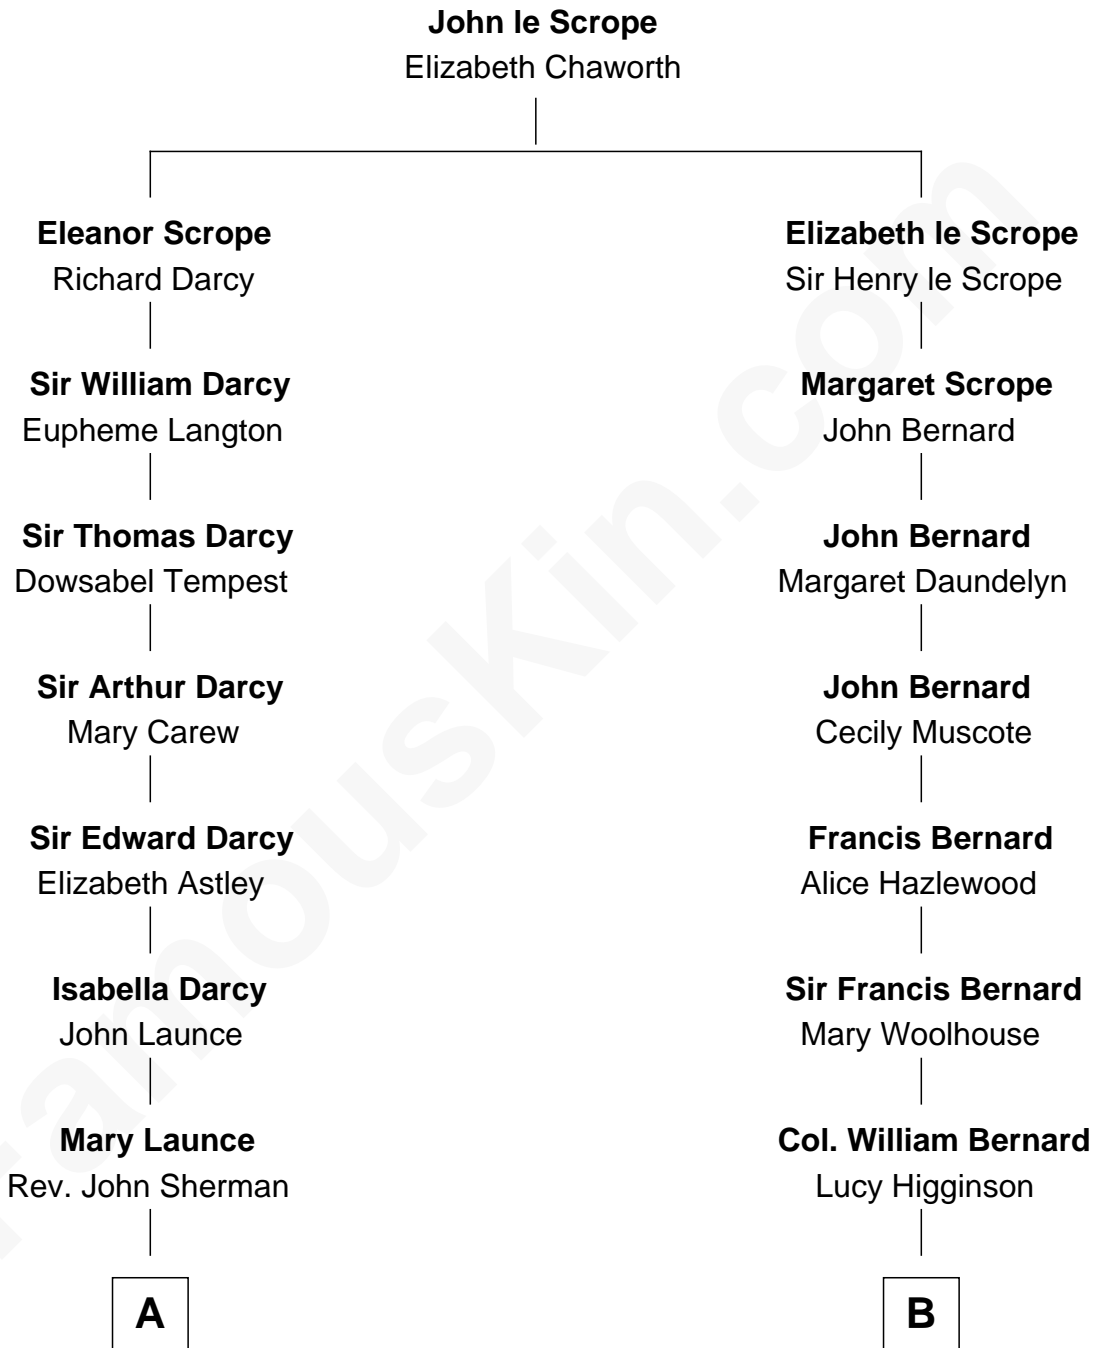 John le Scrope
Elizabeth Chaworth
Eleanor Scrope
Richard Darcy
Sir William Darcy
Eupheme Langton
Sir Thomas Darcy
Dowsabel Tempest
Sir Arthur Darcy
Mary Carew
Sir Edward Darcy
Elizabeth Astley
Isabella Darcy
John Launce
Mary Launce
Rev. John Sherman
A
Elizabeth le Scrope
Sir Henry le Scrope
Margaret Scrope
John Bernard
John Bernard
Margaret Daundelyn
John Bernard
Cecily Muscote
Francis Bernard
Alice Hazlewood
Sir Francis Bernard
Mary Woolhouse
Col. William Bernard
Lucy Higginson
B
FamousKin.com